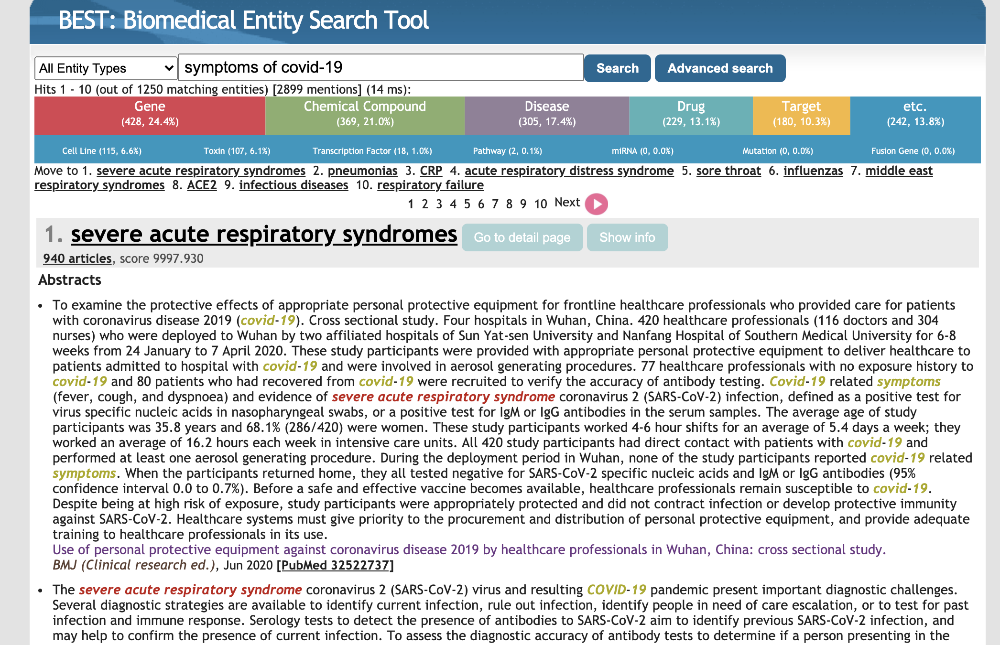 BEST: Biomedical Entity Search Tool
All Entity Types symptoms of covid-19 Search Advanced search
Hits 1 - 10 (out of 1250 matching entities) [2899 mentions] (14 ms):
Gene Chemical Compound Disease Drug Target etc.
(428, 24.4%) (369, 21.0%) (305, 17.4%) (229, 13.1%) (180, 10.3%) (242, 13.8%)
Cell Line (115, 6.6%) Toxin (107, 6.1%) Transcription Factor (18, 1.0%) Pathway (2, 0.1%) miRNA (0, 0.0%) Mutation (0, 0.0%) Fusion Gene (0, 0.0%)
Move to 1. severe acute respiratory syndromes 2. pneumonias 3. CRP 4. acute respiratory distress syndrome 5. sore throat 6. influenzas 7. middle east
respiratory syndromes 8. ACE2 9. infectious diseases 10. respiratory failure
1 2 3 4 5 6 7 8 9 10 Next
1. severe acute respiratory syndromes Go to detail page Show info
940 articles, score 9997.930
Abstracts
• To examine the protective effects of appropriate personal protective equipment for frontline healthcare professionals who provided care for patients
with coronavirus disease 2019 (covid-19). Cross sectional study. Four hospitals in Wuhan, China. 420 healthcare professionals (116 doctors and 304
nurses) who were deployed to Wuhan by two affiliated hospitals of Sun Yat-sen University and Nanfang Hospital of Southern Medical University for 6-8
weeks from 24 January to 7 April 2020. These study participants were provided with appropriate personal protective equipment to deliver healthcare to
patients admitted to hospital with covid-19 and were involved in aerosol generating procedures. 77 healthcare professionals with no exposure history to
covid-19 and 80 patients who had recovered from covid-19 were recruited to verify the accuracy of antibody testing. Covid-19 related symptoms
(fever, cough, and dyspnoea) and evidence of severe acute respiratory syndrome coronavirus 2 (SARS-CoV-2) infection, defined as a positive test for
virus specific nucleic acids in nasopharyngeal swabs, or a positive test for IgM or IgG antibodies in the serum samples. The average age of study
participants was 35.8 years and 68.1% (286/420) were women. These study participants worked 4-6 hour shifts for an average of 5.4 days a week; they
worked an average of 16.2 hours each week in intensive care units. All 420 study participants had direct contact with patients with covid-19 and
performed at least one aerosol generating procedure. During the deployment period in Wuhan, none of the study participants reported covid-19 related
symptoms. When the participants returned home, they all tested negative for SARS-CoV-2 specific nucleic acids and IgM or IgG antibodies (95%
confidence interval 0.0 to 0.7%). Before a safe and effective vaccine becomes available, healthcare professionals remain susceptible to covid-19.
Despite being at high risk of exposure, study participants were appropriately protected and did not contract infection or develop protective immunity
against SARS-CoV-2. Healthcare systems must give priority to the procurement and distribution of personal protective equipment, and provide adequate
training to healthcare professionals in its use.
Use of personal protective equipment against coronavirus disease 2019 by healthcare professionals in Wuhan, China: cross sectional study.
BMJ (Clinical research ed.), Jun 2020 [PubMed 32522737]
• The severe acute respiratory syndrome coronavirus 2 (SARS-CoV-2) virus and resulting COVID-19 pandemic present important diagnostic challenges.
Several diagnostic strategies are available to identify current infection, rule out infection, identify people in need of care escalation, or to test for past
infection and immune response. Serology tests to detect the presence of antibodies to SARS-CoV-2 aim to identify previous SARS-CoV-2 infection, and
may help to confirm the presence of current infection. To assess the diagnostic accuracy of antibody tests to determine if a person presenting in the